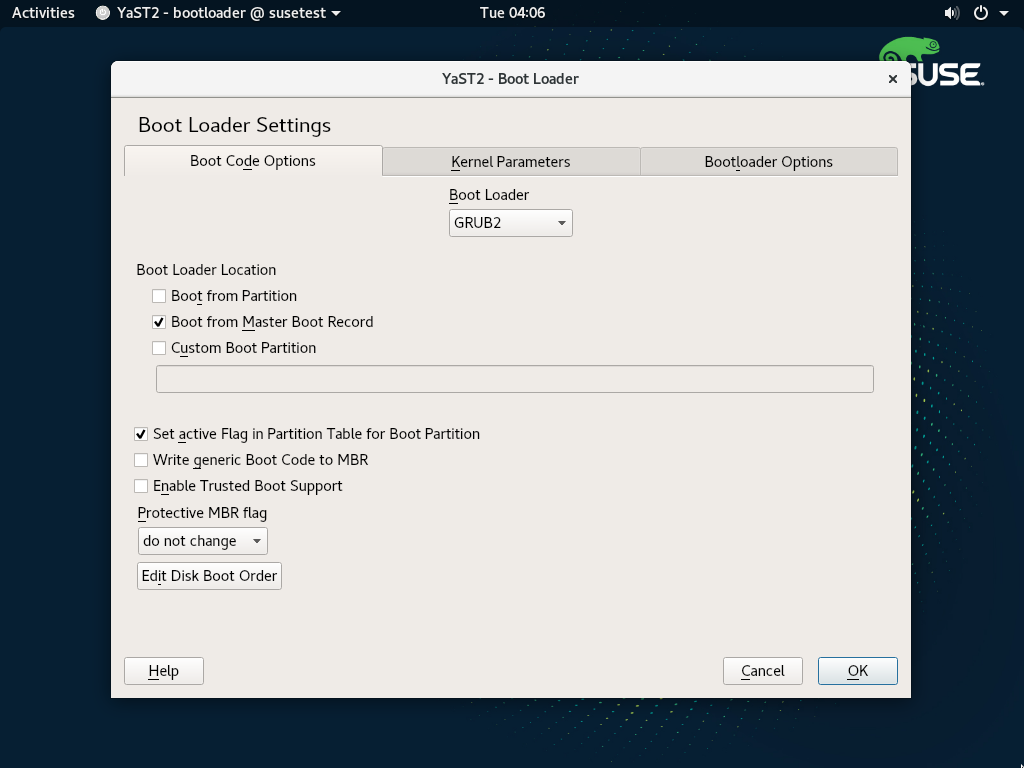 Activities YaST2 - bootloader @ susetest Tue 04:06
SUSE
YaST2 - Boot Loader
Boot Loader Settings
Boot Code Options Kernel Parameters Bootloader Options
Boot Loader
GRUB2
Boot Loader Location
Boot from Partition
Boot from Master Boot Record
Custom Boot Partition
Set active Flag in Partition Table for Boot Partition
Write generic Boot Code to MBR
Enable Trusted Boot Support
Protective MBR flag
do not change
Edit Disk Boot Order
Help Cancel OK